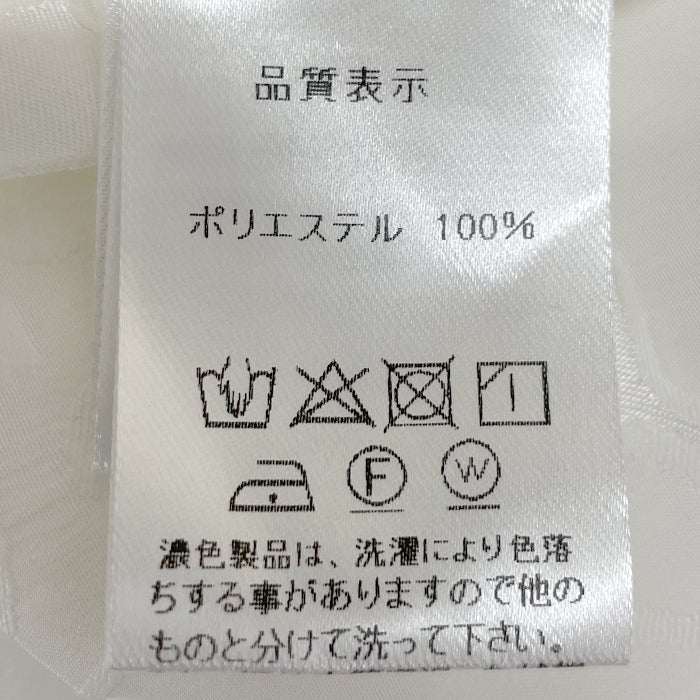 品質表示
ポリエステル 100%
F W
濃色製品は、洗濯により色落
ちする事がありますので他の
ものと分けて洗って下さい。